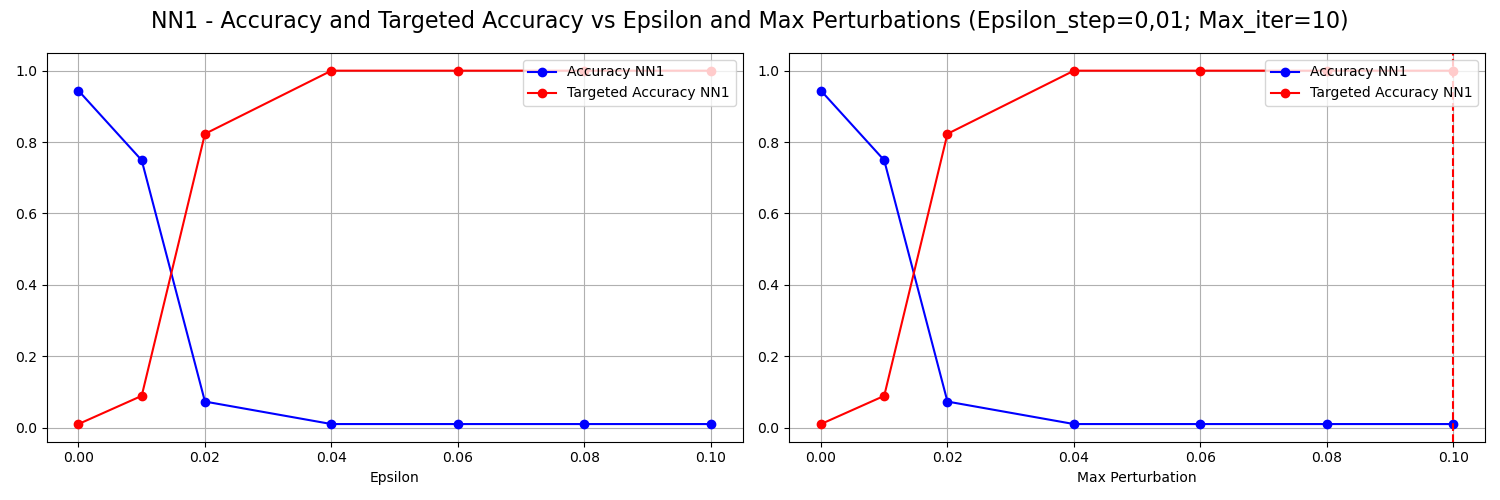 NN1 - Accuracy and Targeted Accuracy vs Epsilon and Max Perturbations (Epsilon_step=0,01; Max_iter=10)
1.0
0.8
0.6
0.4
0.2
0.0
0.00 0.02 0.04 0.06 0.08 0.10
Epsilon
Accuracy NN1
Targeted Accuracy NN1
1.0
0.8
0.6
0.4
0.2
0.0
0.00 0.02 0.04 0.06 0.08 0.10
Max Perturbation
Accuracy NN1
Targeted Accuracy NN1